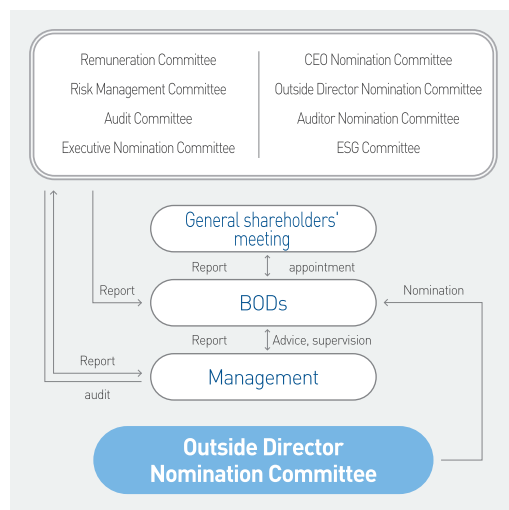 Remuneration Committee
Risk Management Committee
Audit Committee
Executive Nomination Committee
CEO Nomination Committee
Outside Director Nomination Committee
Auditor Nomination Committee
ESG Committee
General shareholders'
meeting
Report appointment
Report
BODs
Nomination
Report Advice, supervision
Report
Management
audit
Outside Director
Nomination Committee